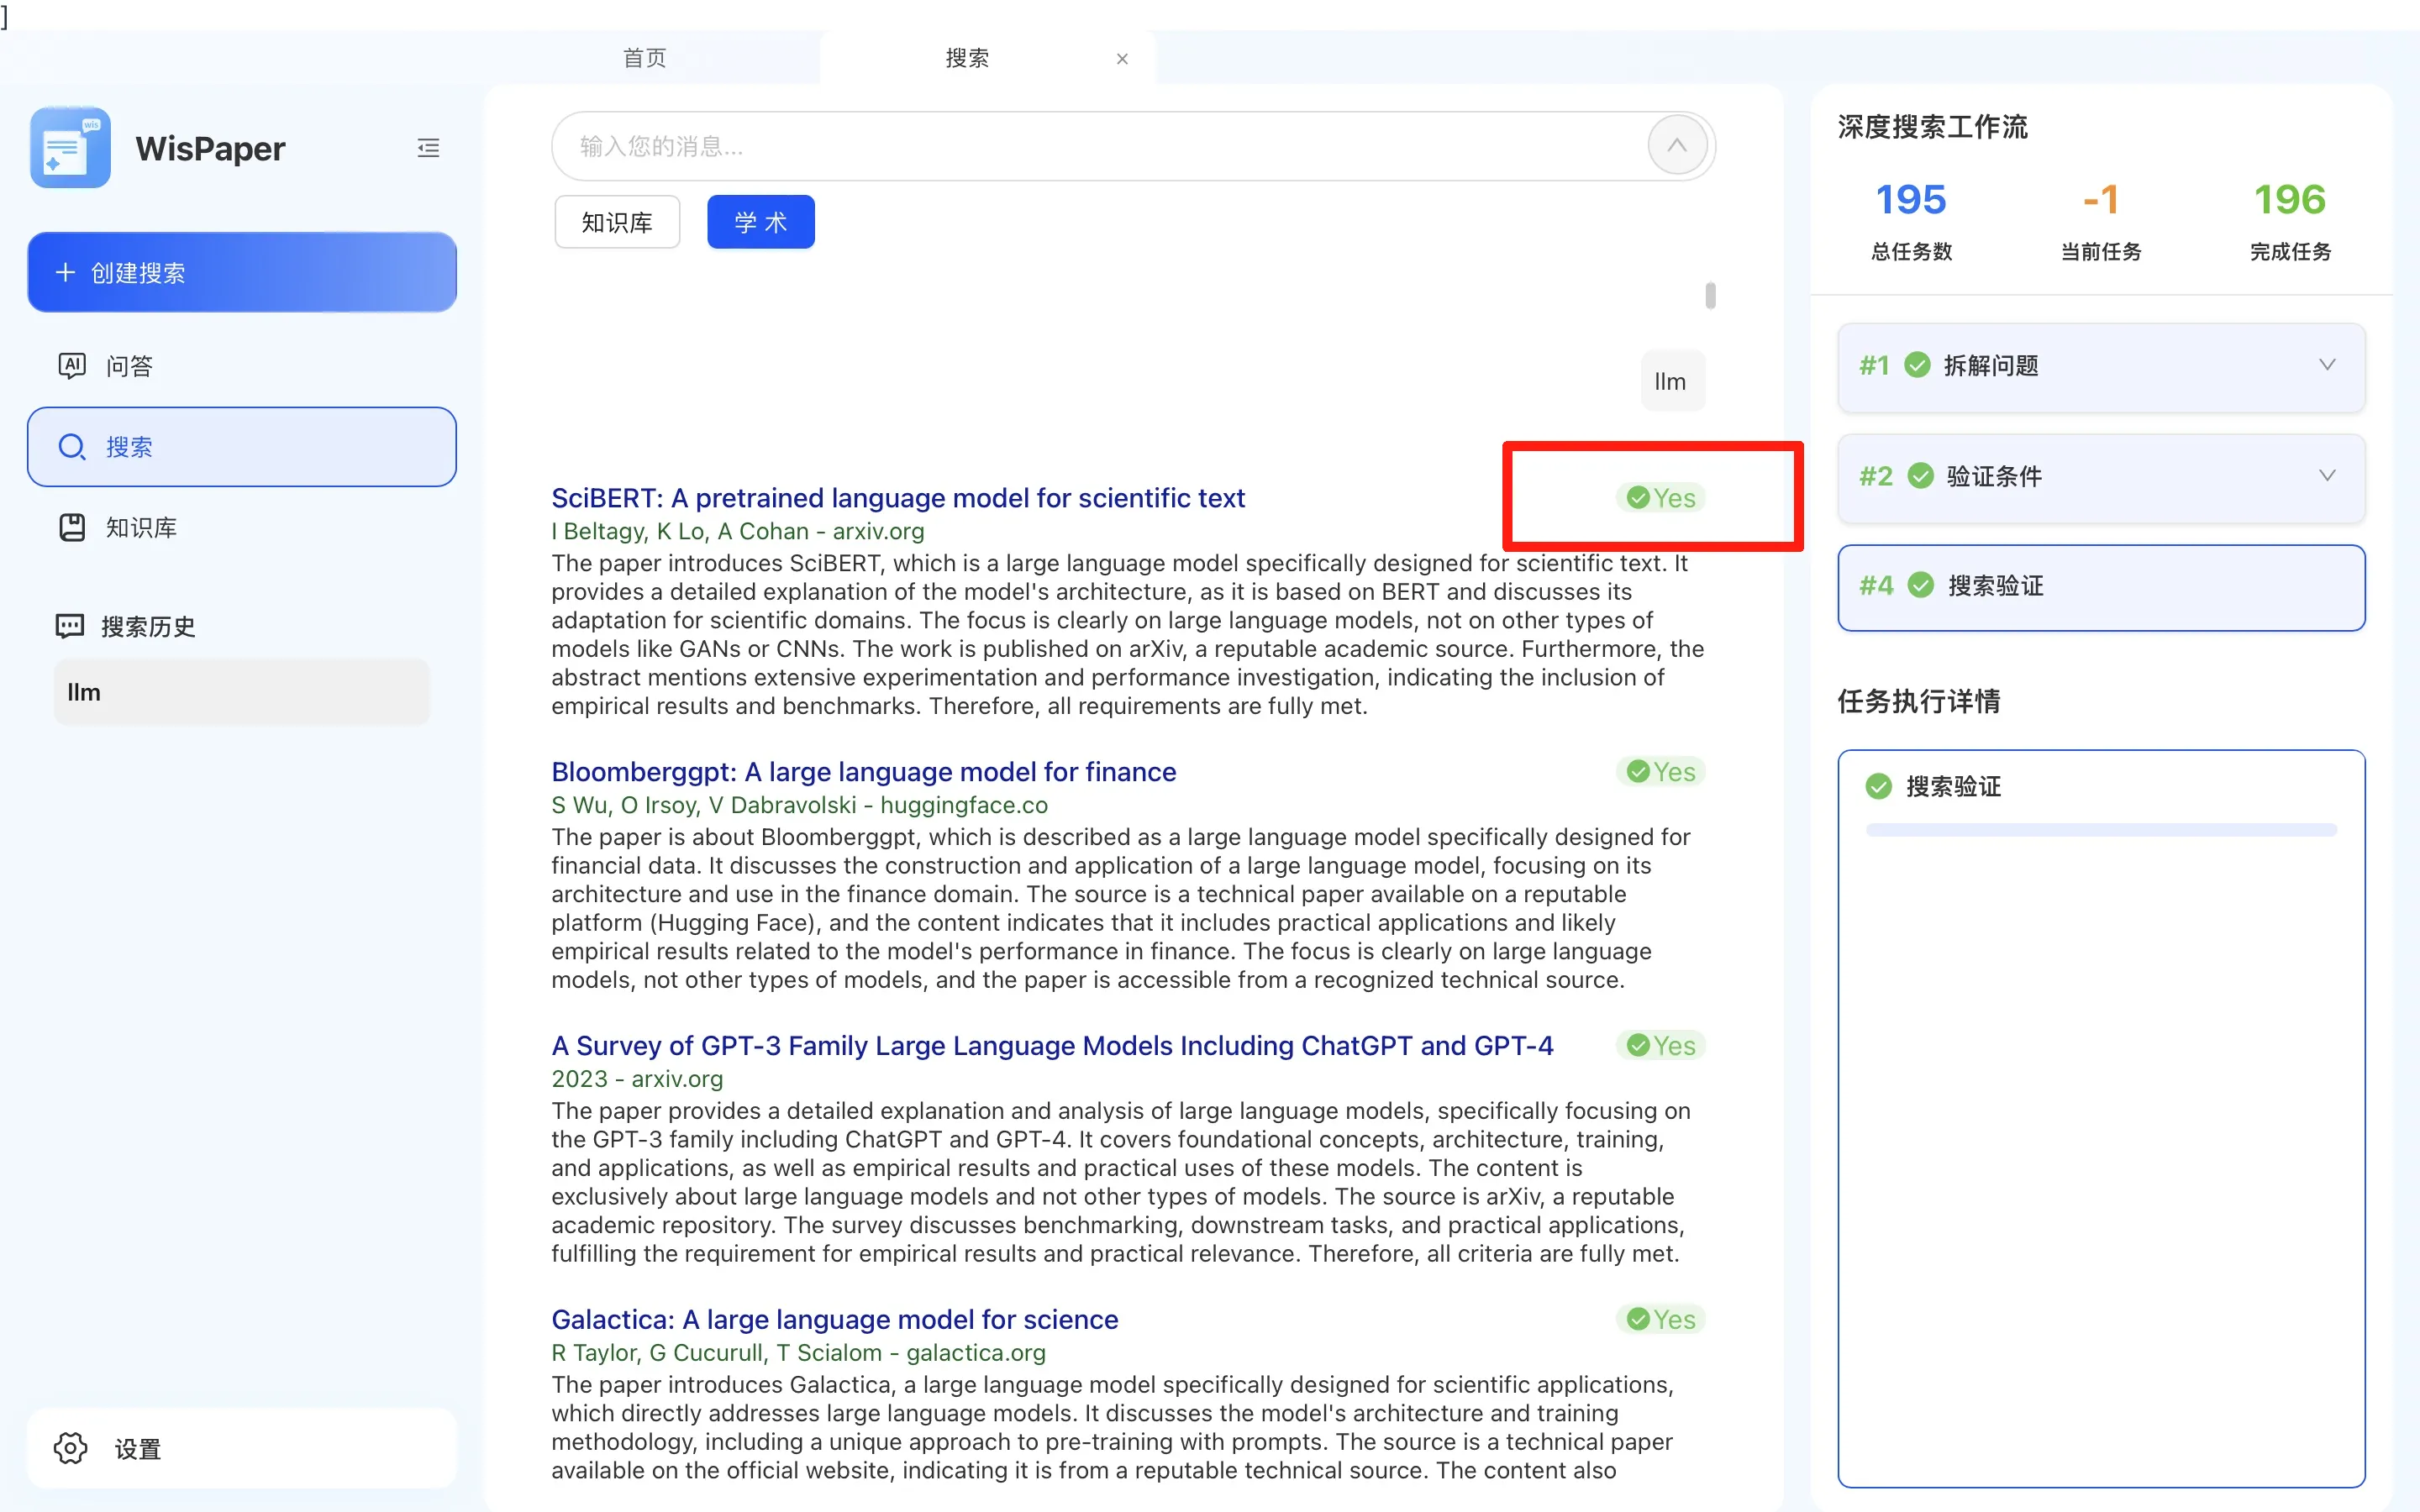 ]
首页
搜索
×
wis
WisPaper
创建搜索
AI
问答
搜索
知识库
搜索历史
llm
设置
输入您的消息...
知识库
学 术
llm
SciBERT: A pretrained language model for scientific text
Yes
I Beltagy, K Lo, A Cohan - arxiv.org
The paper introduces SciBERT, which is a large language model specifically designed for scientific text. It
provides a detailed explanation of the model's architecture, as it is based on BERT and discusses its
adaptation for scientific domains. The focus is clearly on large language models, not on other types of
models like GANs or CNNs. The work is published on arXiv, a reputable academic source. Furthermore, the
abstract mentions extensive experimentation and performance investigation, indicating the inclusion of
empirical results and benchmarks. Therefore, all requirements are fully met.
Bloomberggpt: A large language model for finance
Yes
S Wu, O Irsoy, V Dabravolski - huggingface.co
The paper is about Bloomberggpt, which is described as a large language model specifically designed for
financial data. It discusses the construction and application of a large language model, focusing on its
architecture and use in the finance domain. The source is a technical paper available on a reputable
platform (Hugging Face), and the content indicates that it includes practical applications and likely
empirical results related to the model's performance in finance. The focus is clearly on large language
models, not other types of models, and the paper is accessible from a recognized technical source.
A Survey of GPT-3 Family Large Language Models Including ChatGPT and GPT-4
Yes
2023 - arxiv.org
The paper provides a detailed explanation and analysis of large language models, specifically focusing on
the GPT-3 family including ChatGPT and GPT-4. It covers foundational concepts, architecture, training,
and applications, as well as empirical results and practical uses of these models. The content is
exclusively about large language models and not other types of models. The source is arXiv, a reputable
academic repository. The survey discusses benchmarking, downstream tasks, and practical applications,
fulfilling the requirement for empirical results and practical relevance. Therefore, all criteria are fully met.
Galactica: A large language model for science
Yes
R Taylor, G Cucurull, T Scialom - galactica.org
The paper introduces Galactica, a large language model specifically designed for scientific applications,
which directly addresses large language models. It discusses the model's architecture and training
methodology, including a unique approach to pre-training with prompts. The source is a technical paper
available on the official website, indicating it is from a reputable technical source. The content also
深度搜索工作流
195
-1
196
总任务数
当前任务
完成任务
#1 拆解问题
#2 验证条件
#4 搜索验证
任务执行详情
搜索验证